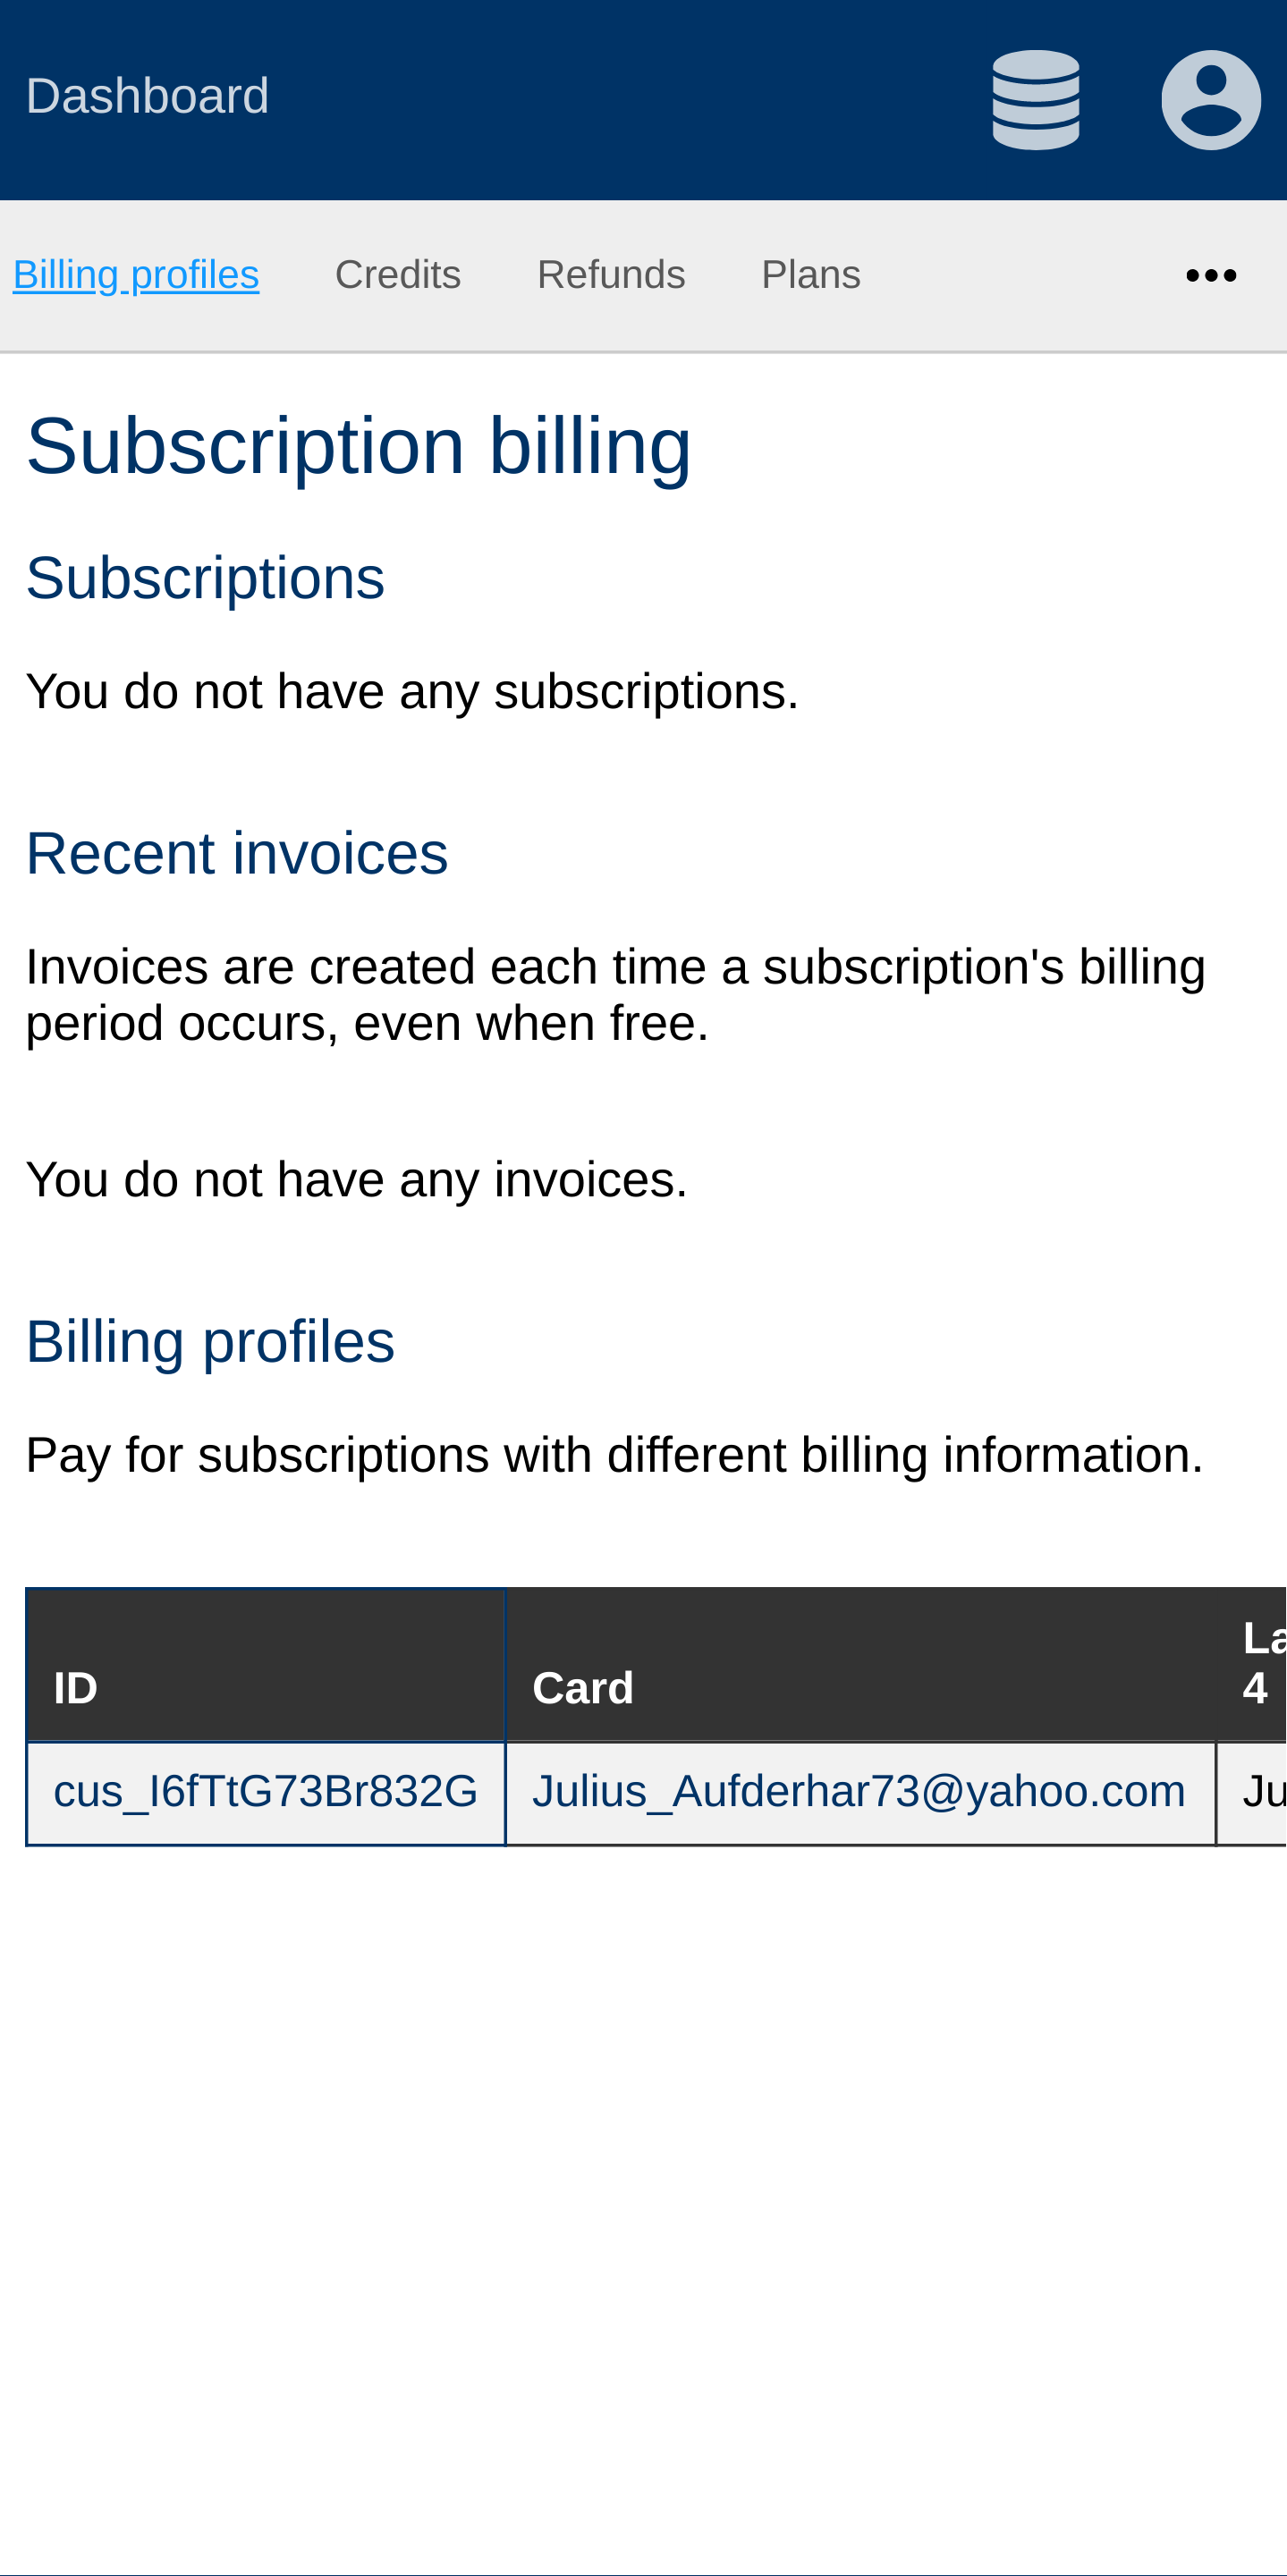 Dashboard
Billing profiles Credits Refunds Plans
Subscription billing
Subscriptions
You do not have any subscriptions.
Recent invoices
Invoices are created each time a subscription's billing
period occurs, even when free.
You do not have any invoices.
Billing profiles
Pay for subscriptions with different billing information.
ID Card 4
cus_I6fTtG73Br832G Julius_Aufderhar73@yahoo.com